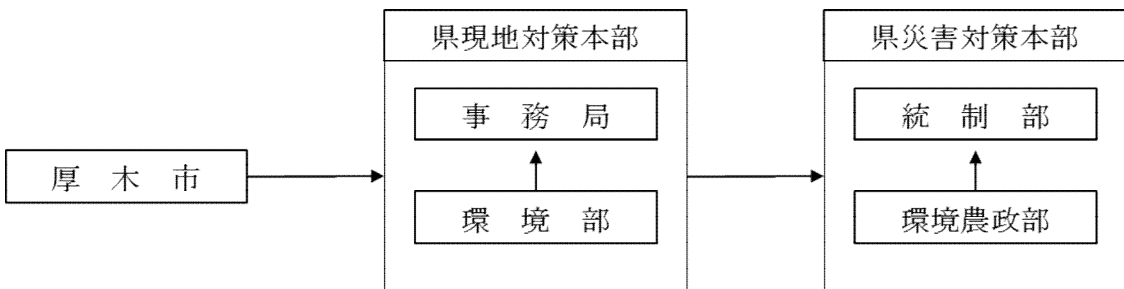 県現地対策本部
県災害対策本部
事　務　局
統　制　部
厚　木　市
環　境　部
環境農政部